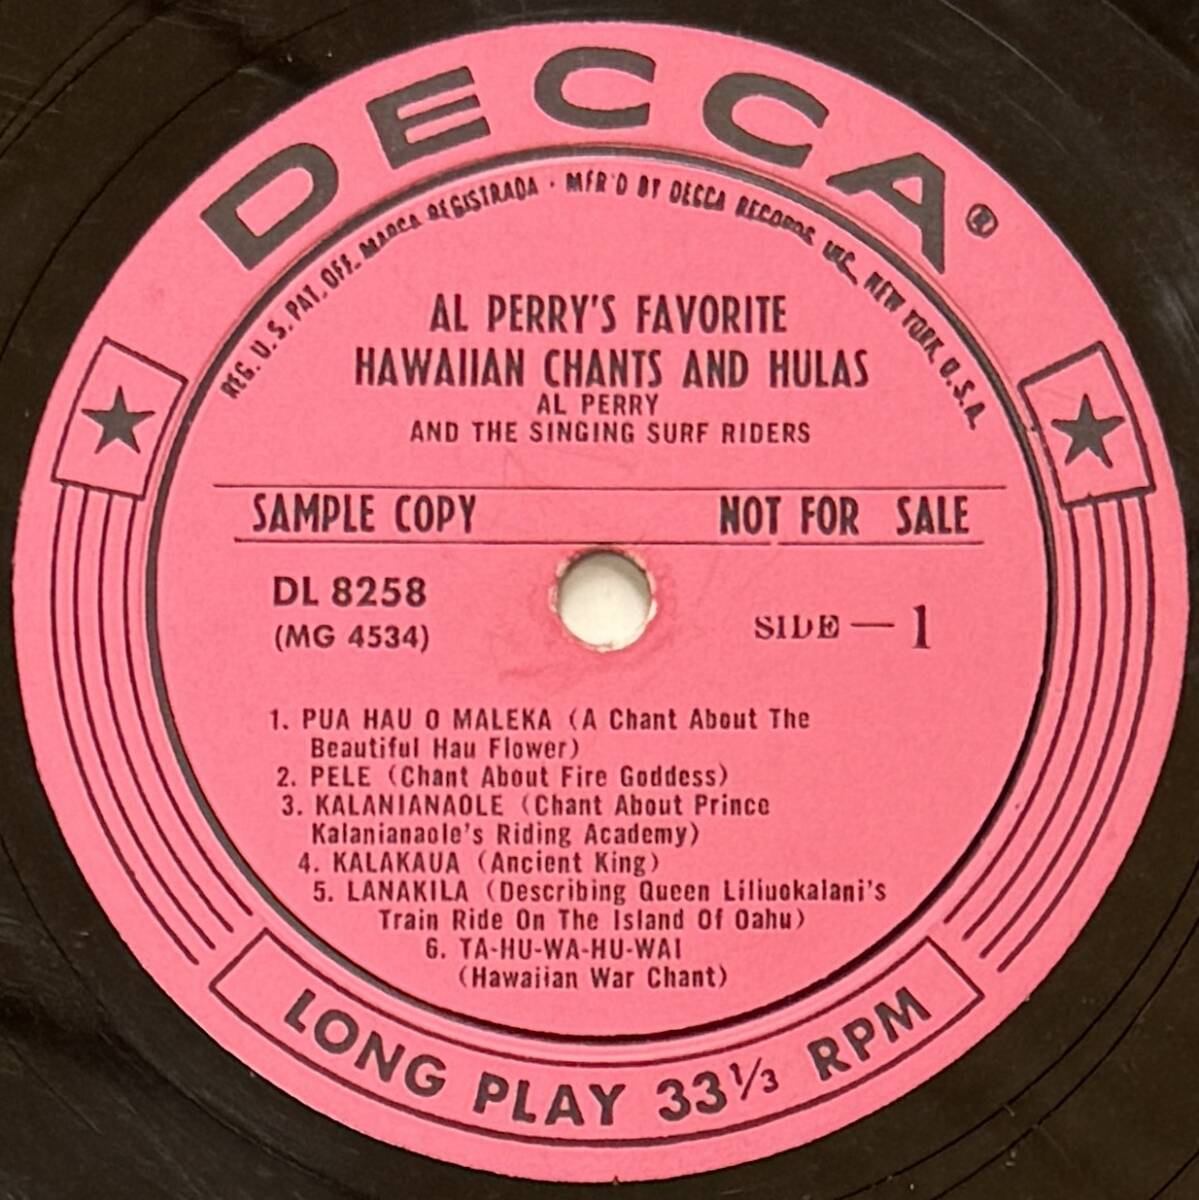 DECCA®
REG. U. S. PAT. OFF. MARCA REGISTRADA · MFR'D BY DECCA RECORDS, INC., NEW YORK, U.S.A.
AL PERRY'S FAVORITE
HAWAIIAN CHANTS AND HULAS
AL PERRY
AND THE SINGING SURF RIDERS
SAMPLE COPY NOT FOR SALE
DL 8258
(MG 4534)
SIDE — 1
1. PUA HAU O MALEKA (A Chant About The
Beautiful Hau Flower)
2. PELE (Chant About Fire Goddess)
3. KALANIANAOLE (Chant About Prince
Kalanianaole's Riding Academy)
4. KALAKAUA (Ancient King)
5. LANAKILA (Describing Queen Liliuokalani's
Train Ride On The Island Of Oahu)
6. TA-HU-WA-HU-WAI
(Hawaiian War Chant)
LONG PLAY 33⅓ RPM